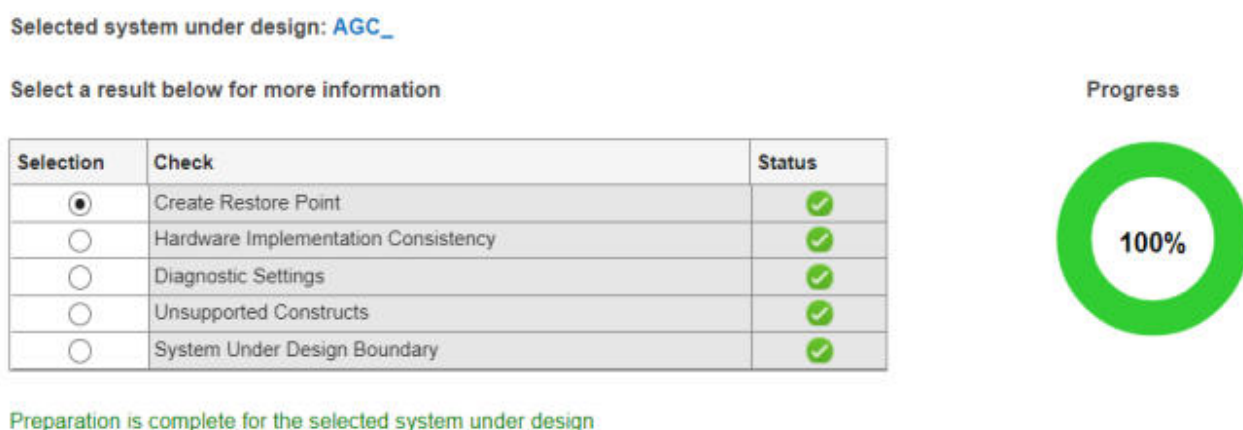 Selected system under design: AGC_
Select a result below for more information
Progress
Selection Check Status
Create Restore Point
Hardware Implementation Consistency
100%
Diagnostic Settings
Unsupported Constructs
System Under Design Boundary
Preparation is complete for the selected system under design